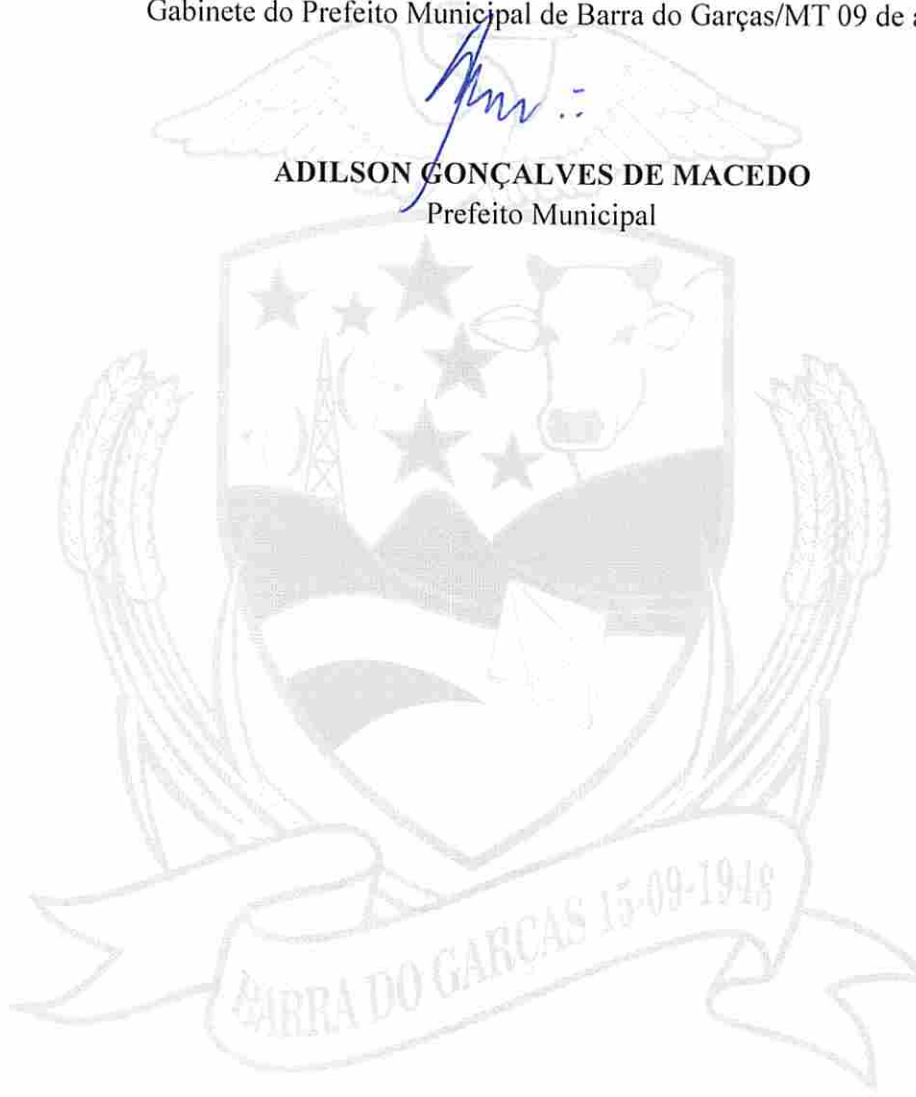 Gabinete do Prefeito Municipal de Barra do Garças/MT 09 de
ADILSON GONÇALVES DE MACEDO
Prefeito Municipal
BARRA DO GARÇAS 15-09-1948